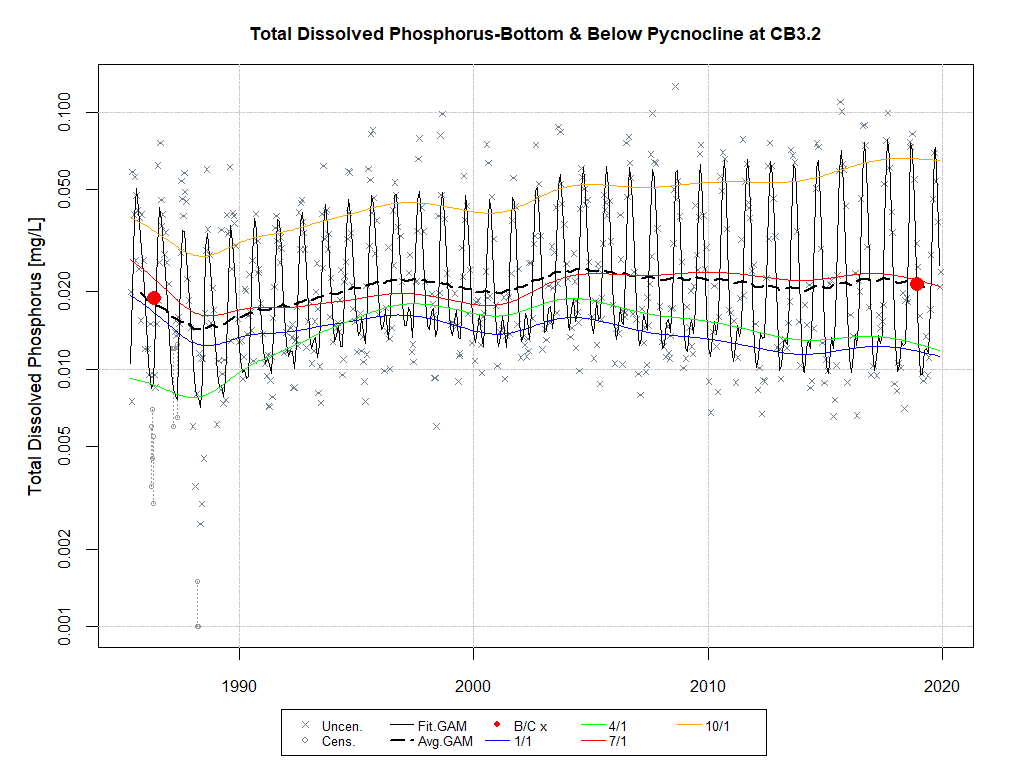 Total Dissolved Phosphorus-Bottom & Below Pycnocline at CB3.2
Total Dissolved Phosphorus [mg/L]
0.100
0.050
0.020
0.010
0.005
0.002
0.001
1990 2000 2010 2020
Uncen. Fit.GAM B/C x 4/1 10/1
Cens. Avg.GAM 1/1 7/1